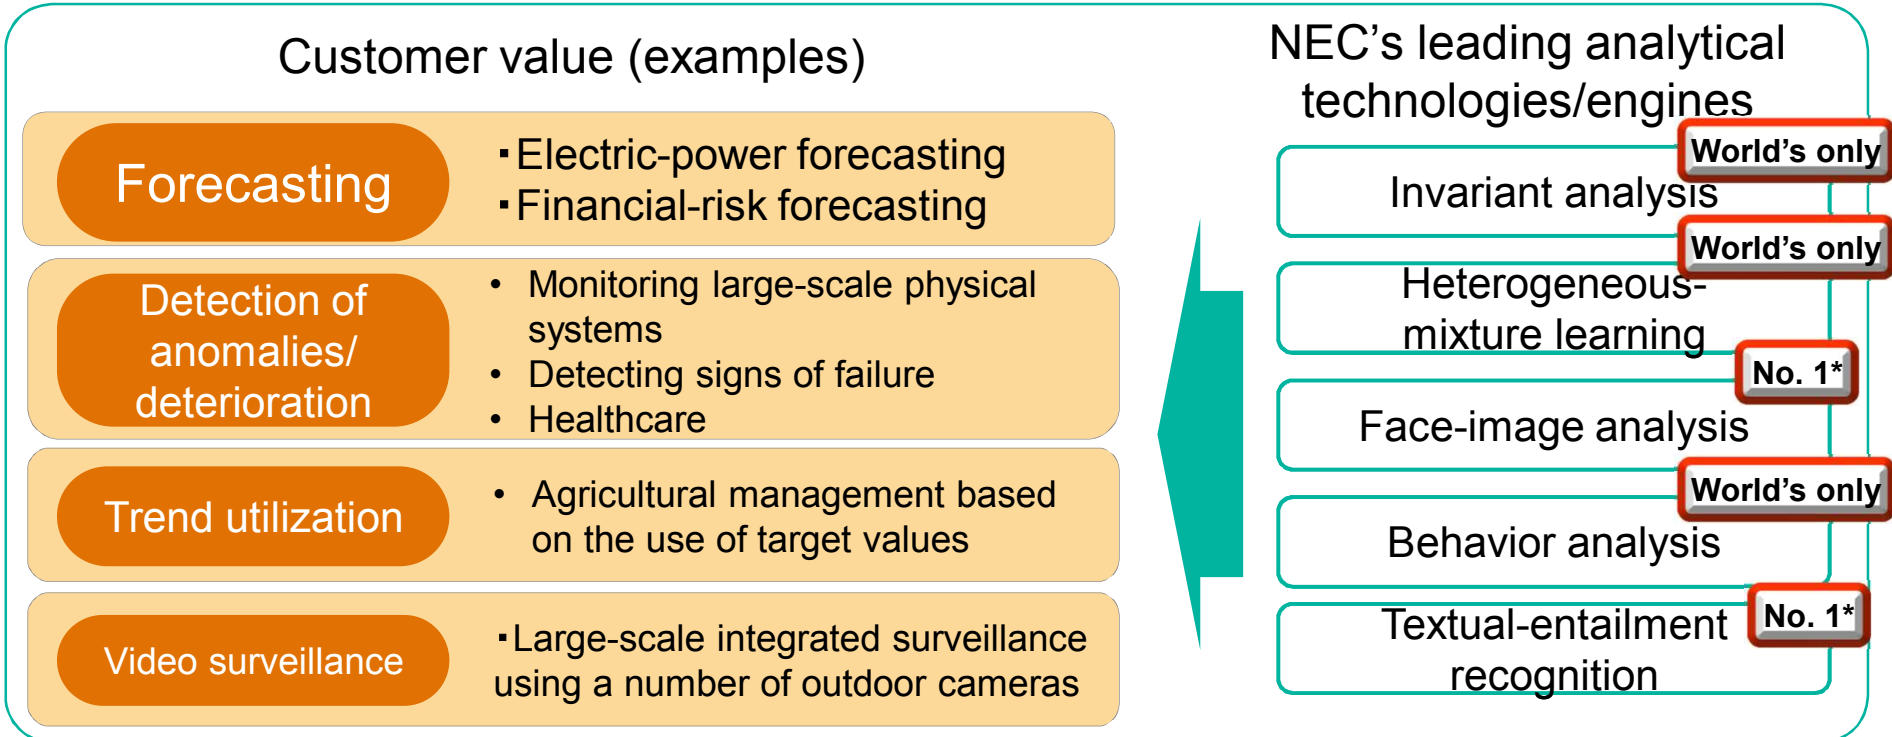 Customer value (examples)
Forecasting
▪Electric-power forecasting
▪Financial-risk forecasting
Detection of
anomalies/
deterioration
• Monitoring large-scale physical
systems
• Detecting signs of failure
• Healthcare
Trend utilization
• Agricultural management based
on the use of target values
Video surveillance
▪Large-scale integrated surveillance
using a number of outdoor cameras
NEC’s leading analytical
technologies/engines
World’s only
Invariant analysis
World’s only
Heterogeneous-
mixture learning
No. 1*
Face-image analysis
World’s only
Behavior analysis
No. 1*
Textual-entailment
recognition